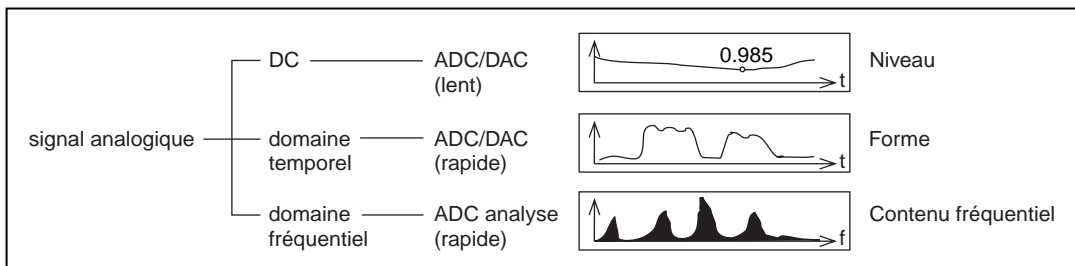 DC
ADC/DAC
(lent)
0.985
t
Niveau
signal analogique
domaine
temporel
ADC/DAC
(rapide)
t
Forme
domaine
fréquentiel
ADC analyse
(rapide)
f
Contenu fréquentiel